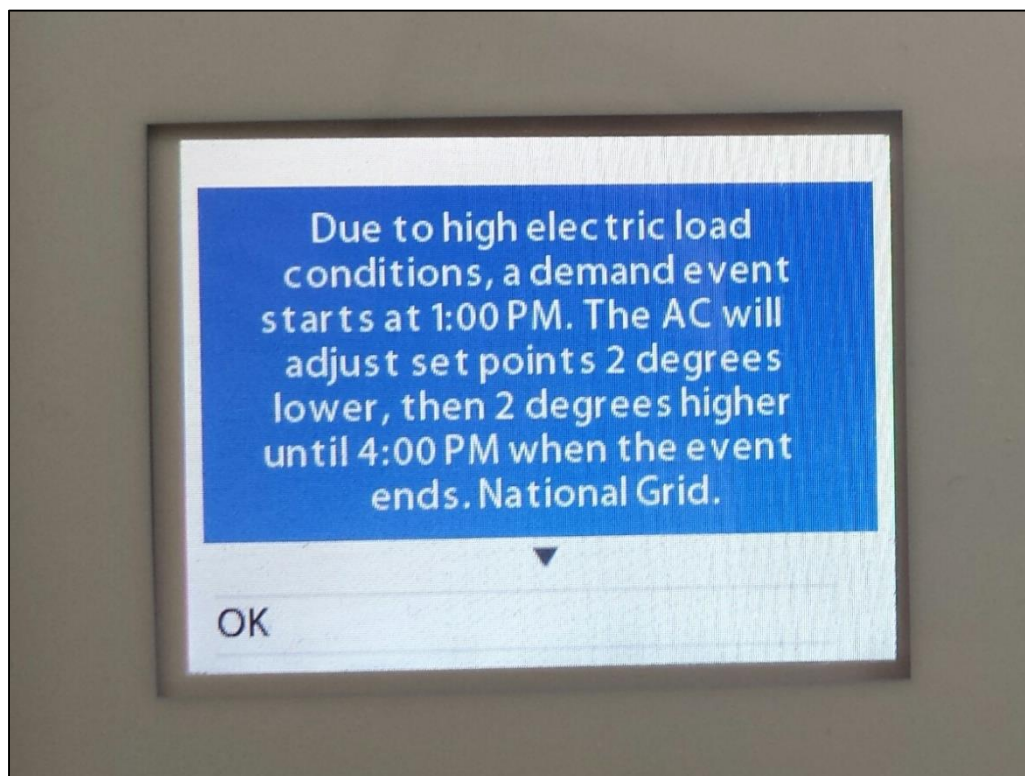 Due to high electric load
conditions, a demand event
starts at 1:00 PM. The AC will
adjust set points 2 degrees
lower, then 2 degrees higher
until 4:00 PM when the event
ends. National Grid.
OK